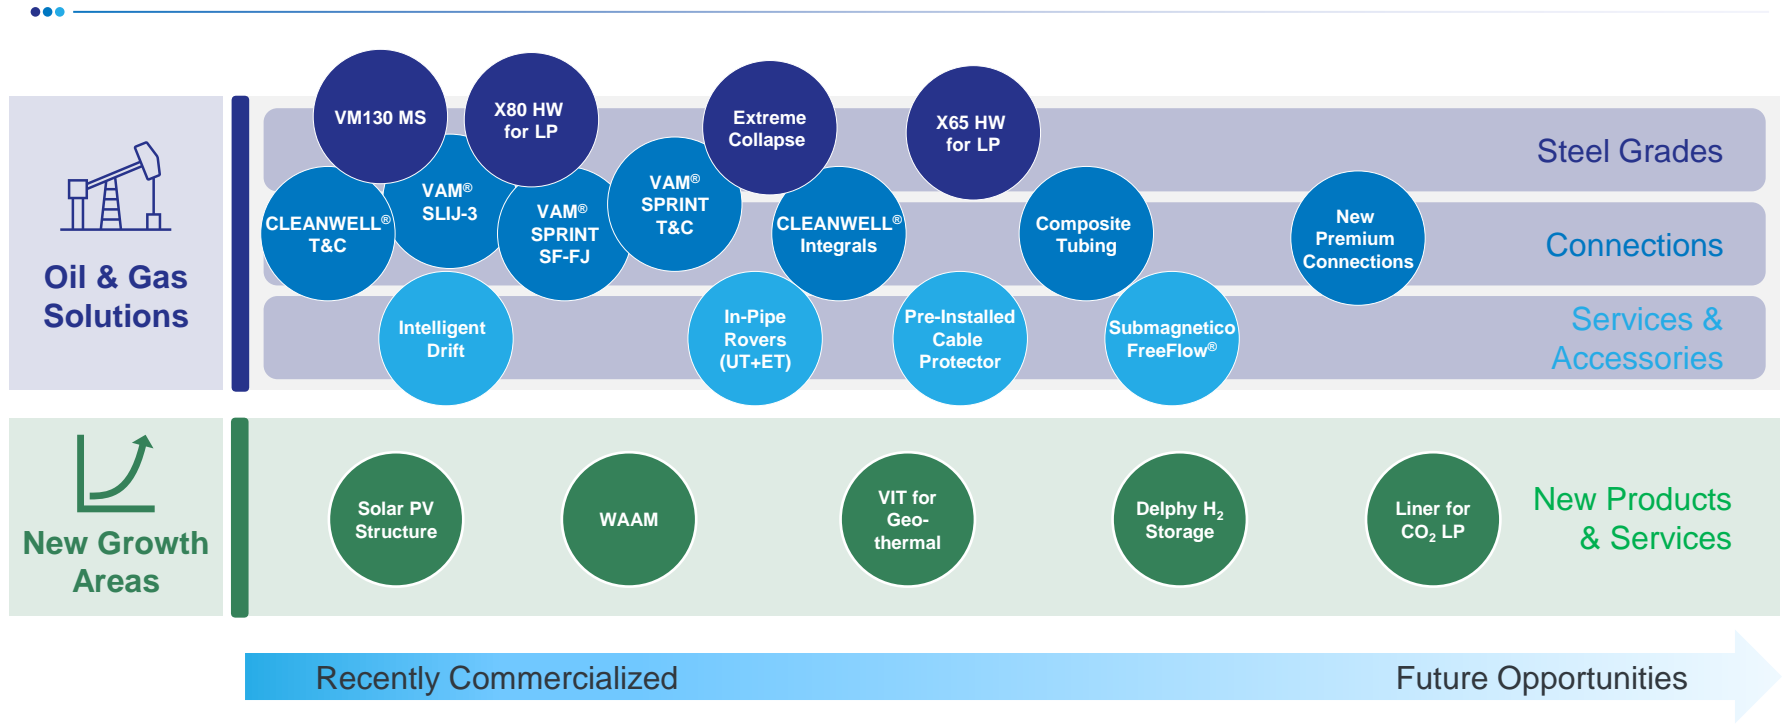 Oil & Gas
Solutions
VM130 MS
X80 HW
for LP
Extreme
Collapse
X65 HW
for LP
Steel Grades
CLEANWELL®
T&C
VAM®
SLIJ-3
VAM®
SPRINT
SF-FJ
VAM®
SPRINT
T&C
CLEANWELL®
Integrals
Composite
Tubing
New
Premium
Connections
Connections
Intelligent
Drift
In-Pipe
Rovers
(UT+ET)
Pre-Installed
Cable
Protector
Submagnetico
FreeFlow®
Services &
Accessories
New Growth
Areas
Solar PV
Structure
WAAM
VIT for
Geo-
thermal
Delphy H₂
Storage
Liner for
CO₂ LP
New Products
& Services
Recently Commercialized
Future Opportunities